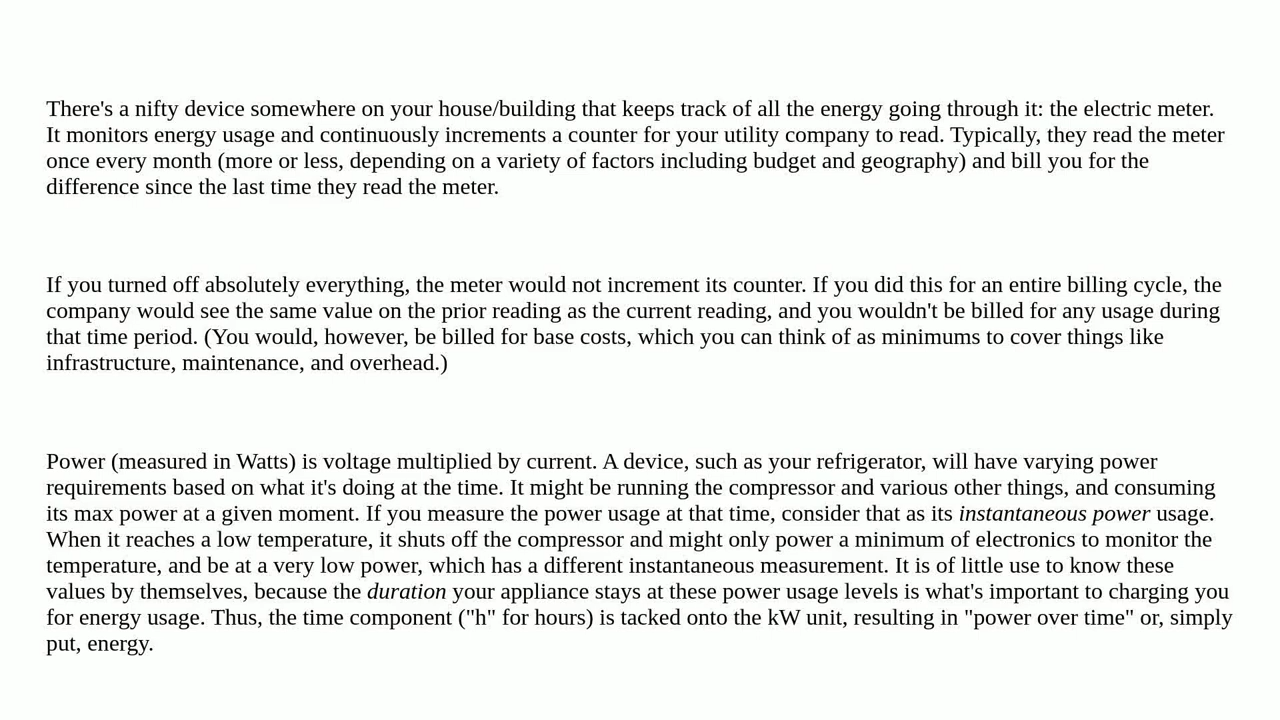 There's a nifty device somewhere on your house/building that keeps track of all the energy going through it: the electric meter.
It monitors energy usage and continuously increments a counter for your utility company to read. Typically, they read the meter
once every month (more or less, depending on a variety of factors including budget and geography) and bill you for the
difference since the last time they read the meter.
If you turned off absolutely everything, the meter would not increment its counter. If you did this for an entire billing cycle, the
company would see the same value on the prior reading as the current reading, and you wouldn't be billed for any usage during
that time period. (You would, however, be billed for base costs, which you can think of as minimums to cover things like
infrastructure, maintenance, and overhead.)
Power (measured in Watts) is voltage multiplied by current. A device, such as your refrigerator, will have varying power
requirements based on what it's doing at the time. It might be running the compressor and various other things, and consuming
its max power at a given moment. If you measure the power usage at that time, consider that as its instantaneous power usage.
When it reaches a low temperature, it shuts off the compressor and might only power a minimum of electronics to monitor the
temperature, and be at a very low power, which has a different instantaneous measurement. It is of little use to know these
values by themselves, because the duration your appliance stays at these power usage levels is what's important to charging you
for energy usage. Thus, the time component ("h" for hours) is tacked onto the kW unit, resulting in "power over time" or, simply
put, energy.